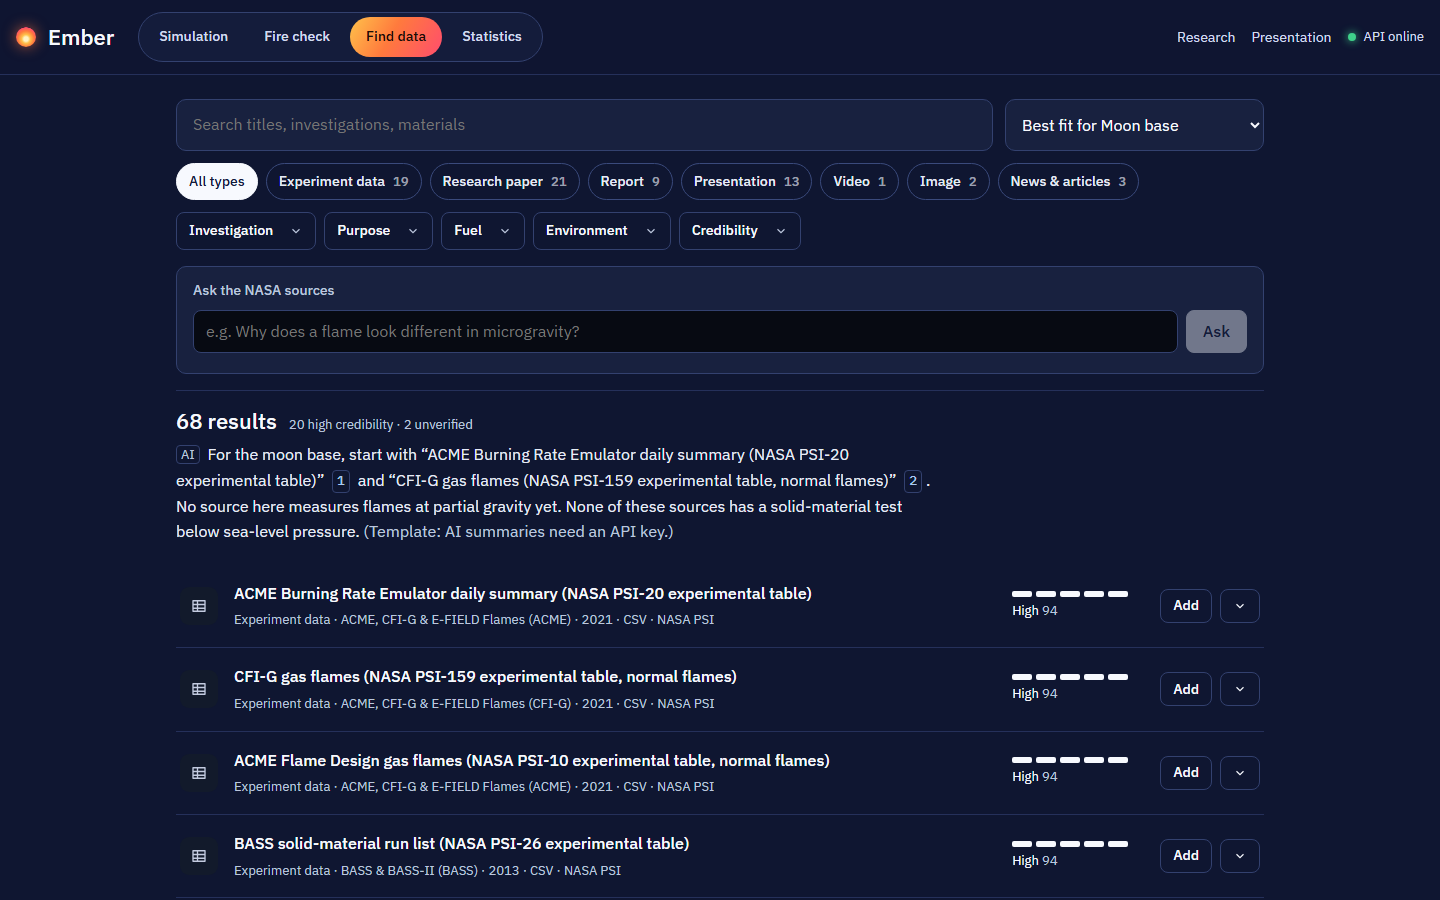 Ember
Simulation Fire check Find data Statistics
Research Presentation API online
Search titles, investigations, materials
Best fit for Moon base
All types Experiment data 19 Research paper 21 Report 9 Presentation 13 Video 1 Image 2 News & articles 3
Investigation Purpose Fuel Environment Credibility
Ask the NASA sources
e.g. Why does a flame look different in microgravity?
Ask
68 results 20 high credibility · 2 unverified
AI For the moon base, start with “ACME Burning Rate Emulator daily summary (NASA PSI-20
experimental table)” 1 and “CFI-G gas flames (NASA PSI-159 experimental table, normal flames)” 2 .
No source here measures flames at partial gravity yet. None of these sources has a solid-material test
below sea-level pressure. (Template: AI summaries need an API key.)
ACME Burning Rate Emulator daily summary (NASA PSI-20 experimental table)
Experiment data · ACME, CFI-G & E-FIELD Flames (ACME) · 2021 · CSV · NASA PSI
High 94
Add
CFI-G gas flames (NASA PSI-159 experimental table, normal flames)
Experiment data · ACME, CFI-G & E-FIELD Flames (CFI-G) · 2021 · CSV · NASA PSI
High 94
Add
ACME Flame Design gas flames (NASA PSI-10 experimental table, normal flames)
Experiment data · ACME, CFI-G & E-FIELD Flames (ACME) · 2021 · CSV · NASA PSI
High 94
Add
BASS solid-material run list (NASA PSI-26 experimental table)
Experiment data · BASS & BASS-II (BASS) · 2013 · CSV · NASA PSI
High 94
Add